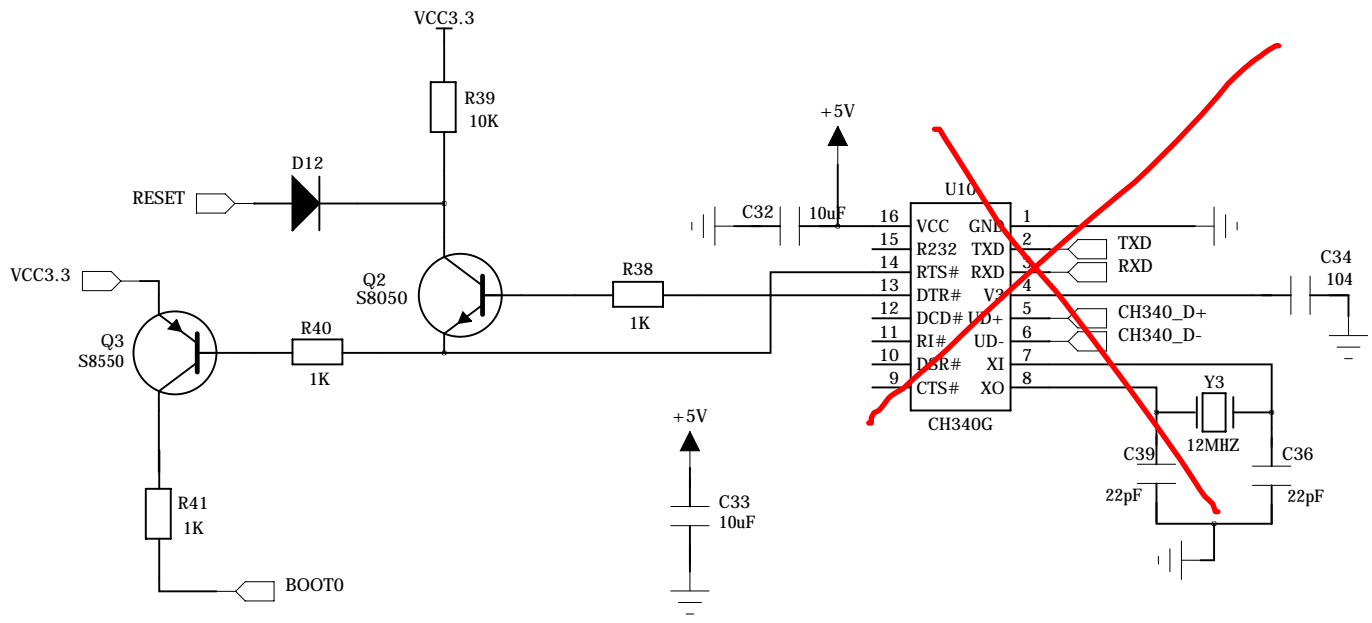 VCC3.3
R39
10K
D12
RESET
+5V
U10
C32
10uF
16
VCC
GND
1
15
R232
TXD
2
TXD
14
RTS#
RXD
3
RXD
13
DTR#
V3
4
12
DCD#
UD+
5
CH340_D+
11
RI#
UD-
6
CH340_D-
10
DSR#
XI
7
9
CTS#
XO
8
CH340G
C34
104
VCC3.3
Q2
S8050
R38
1K
Q3
S8550
R40
1K
Y3
12MHZ
C39
22pF
C36
22pF
+5V
C33
10uF
R41
1K
BOOT0